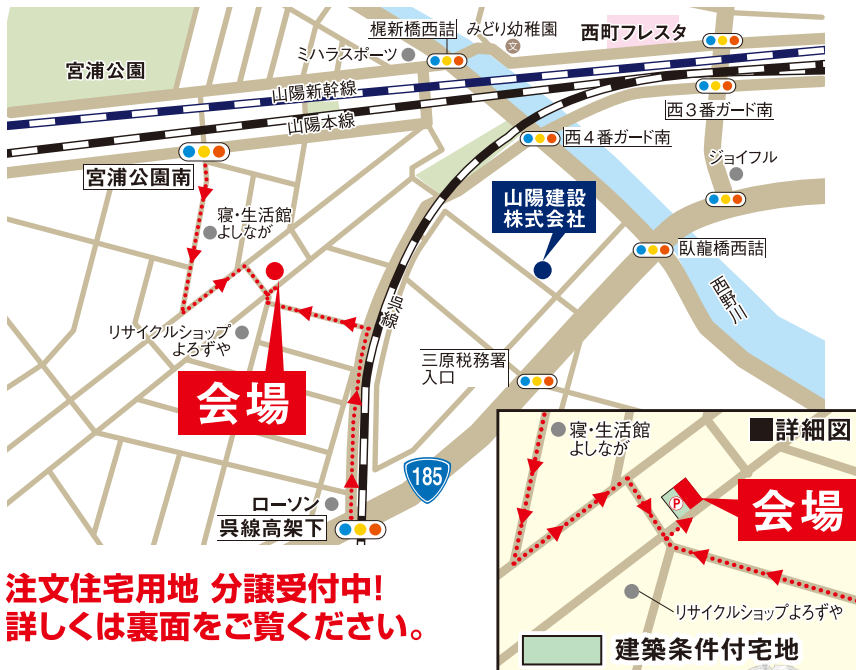 梶新橋西詰
みどり幼稚園
文
西町フレスタ
ミハラスポーツ
宮浦公園
山陽新幹線
山陽本線
西3番ガード南
西4番ガード南
ジョイフル
宮浦公園南
山陽建設
株式会社
寝・生活館
よしなが
臥龍橋西詰
西野川
呉線
リサイクルショップ
よろずや
三原税務署
入口
会場
185
ローソン
呉線高架下
詳細図
寝・生活館
よしなが
P
会場
リサイクルショップよろずや
建築条件付宅地
注文住宅用地 分譲受付中!
詳しくは裏面をご覧ください。